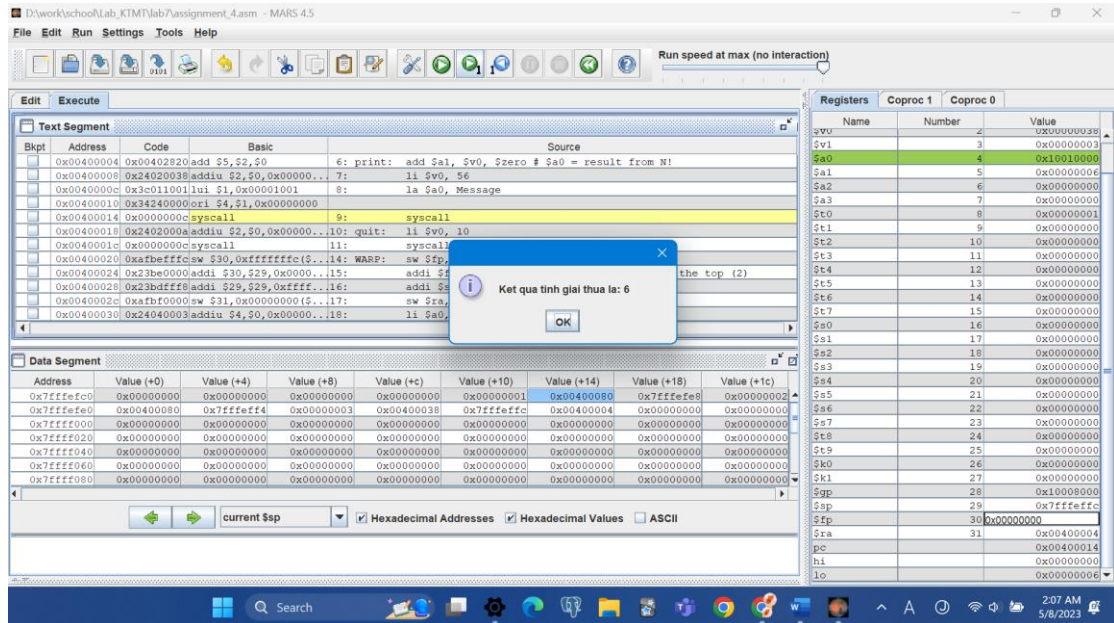 D:\work\school\Lab_KTMT\lab7\assignment_4.asm - MARS 4.5
File Edit Run Settings Tools Help
Run speed at max (no interaction)
Edit Execute
Text Segment
Bkpt Address Code Basic Source
0x00400004 0x00402820 add $5,$2,$0 6: print: add $a1, $v0, $zero # $a0 = result from N!
0x00400008 0x24020038 addiu $2,$0,0x00000... 7: li $v0, 56
0x0040000c 0x3c011001 lui $1,0x00001001 8: la $a0, Message
0x00400010 0x34240000 ori $4,$1,0x00000000
0x00400014 0x0000000c syscall 9: syscall
0x00400018 0x2402000a addiu $2,$0,0x00000... 10: quit: li $v0, 10
0x0040001c 0x0000000c syscall 11: syscall
0x00400020 0xafbefffc sw $30,0xfffffffc($... 14: WARP: sw $fp,
0x00400024 0x23be0000 addi $30,$29,0x0000... 15: addi $f the top (2)
0x00400028 0x23bdfff8 addi $29,$29,0xffff... 16: addi $s
0x0040002c 0xafbf0000 sw $31,0x00000000($... 17: sw $ra,
0x00400030 0x24040003 addiu $4,$0,0x00000... 18: li $a0,
Ket qua tinh giai thua la: 6
OK
Data Segment
Address Value (+0) Value (+4) Value (+8) Value (+c) Value (+10) Value (+14) Value (+18) Value (+1c)
0x7fffefc0 0x00000000 0x00000000 0x00000000 0x00000000 0x00000001 0x00400080 0x7fffefe8 0x00000002
0x7fffefe0 0x00400080 0x7fffeff4 0x00000003 0x00400038 0x7fffeffc 0x00400004 0x00000000 0x00000000
0x7ffff000 0x00000000 0x00000000 0x00000000 0x00000000 0x00000000 0x00000000 0x00000000 0x00000000
0x7ffff020 0x00000000 0x00000000 0x00000000 0x00000000 0x00000000 0x00000000 0x00000000 0x00000000
0x7ffff040 0x00000000 0x00000000 0x00000000 0x00000000 0x00000000 0x00000000 0x00000000 0x00000000
0x7ffff060 0x00000000 0x00000000 0x00000000 0x00000000 0x00000000 0x00000000 0x00000000 0x00000000
0x7ffff080 0x00000000 0x00000000 0x00000000 0x00000000 0x00000000 0x00000000 0x00000000 0x00000000
current $sp Hexadecimal Addresses Hexadecimal Values ASCII
Registers Coproc 1 Coproc 0
Name Number Value
$v0 2 0x00000038
$v1 3 0x00000003
$a0 4 0x10010000
$a1 5 0x00000006
$a2 6 0x00000000
$a3 7 0x00000000
$t0 8 0x00000001
$t1 9 0x00000000
$t2 10 0x00000000
$t3 11 0x00000000
$t4 12 0x00000000
$t5 13 0x00000000
$t6 14 0x00000000
$t7 15 0x00000000
$s0 16 0x00000000
$s1 17 0x00000000
$s2 18 0x00000000
$s3 19 0x00000000
$s4 20 0x00000000
$s5 21 0x00000000
$s6 22 0x00000000
$s7 23 0x00000000
$t8 24 0x00000000
$t9 25 0x00000000
$k0 26 0x00000000
$k1 27 0x00000000
$gp 28 0x10008000
$sp 29 0x7fffeffc
$fp 30 0x00000000
$ra 31 0x00400004
pc 0x00400014
hi 0x00000000
lo 0x00000006
Search
2:07 AM
5/8/2023